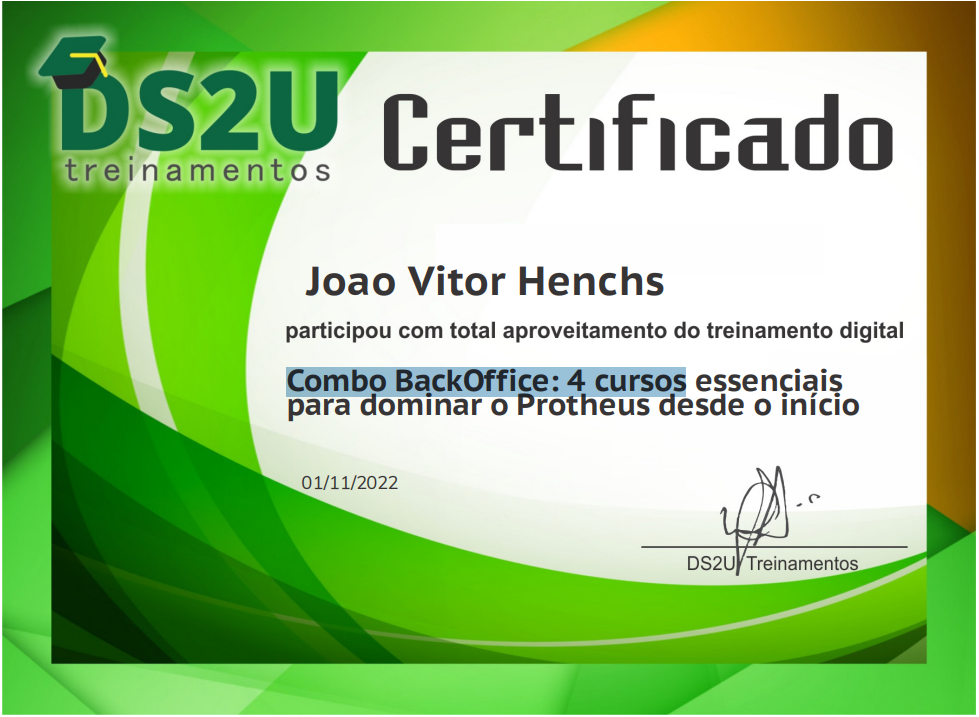 DS2U
treinamentos
Certificado
Joao Vitor Henchs
participou com total aproveitamento do treinamento digital
Combo BackOffice: 4 cursos essenciais
para dominar o Protheus desde o início
01/11/2022
DS2U Treinamentos